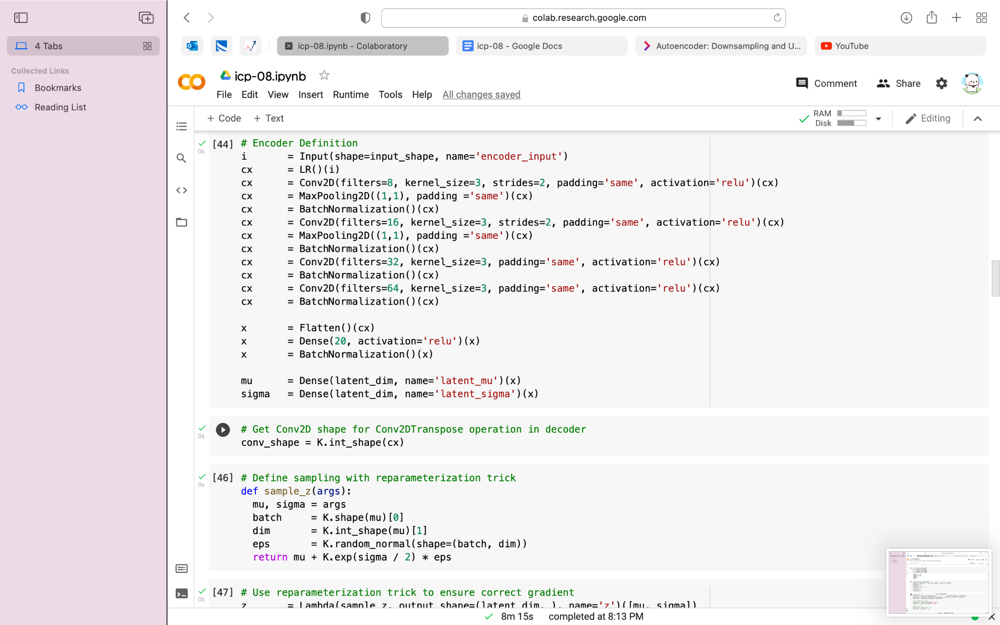 4 Tabs
Collected Links
Bookmarks
Reading List
colab.research.google.com
icp-08.ipynb - Colaboratory
icp-08 - Google Docs
Autoencoder: Downsampling and U...
YouTube
icp-08.ipynb
Comment
Share
File Edit View Insert Runtime Tools Help All changes saved
+ Code + Text
RAM
Disk
Editing
0s
[44] # Encoder Definition
i       = Input(shape=input_shape, name='encoder_input')
cx      = LR()(i)
cx      = Conv2D(filters=8, kernel_size=3, strides=2, padding='same', activation='relu')(cx)
cx      = MaxPooling2D((1,1), padding ='same')(cx)
cx      = BatchNormalization()(cx)
cx      = Conv2D(filters=16, kernel_size=3, strides=2, padding='same', activation='relu')(cx)
cx      = MaxPooling2D((1,1), padding ='same')(cx)
cx      = BatchNormalization()(cx)
cx      = Conv2D(filters=32, kernel_size=3, padding='same', activation='relu')(cx)
cx      = BatchNormalization()(cx)
cx      = Conv2D(filters=64, kernel_size=3, padding='same', activation='relu')(cx)
cx      = BatchNormalization()(cx)
x       = Flatten()(cx)
x       = Dense(20, activation='relu')(x)
x       = BatchNormalization()(x)
mu      = Dense(latent_dim, name='latent_mu')(x)
sigma   = Dense(latent_dim, name='latent_sigma')(x)
0s
# Get Conv2D shape for Conv2DTranspose operation in decoder
conv_shape = K.int_shape(cx)
0s
[46] # Define sampling with reparameterization trick
def sample_z(args):
  mu, sigma = args
  batch     = K.shape(mu)[0]
  dim       = K.int_shape(mu)[1]
  eps       = K.random_normal(shape=(batch, dim))
  return mu + K.exp(sigma / 2) * eps
0s
[47] # Use reparameterization trick to ensure correct gradient
z       = Lambda(sample_z, output_shape=(latent_dim, ), name='z')([mu, sigma])
8m 15s completed at 8:13 PM